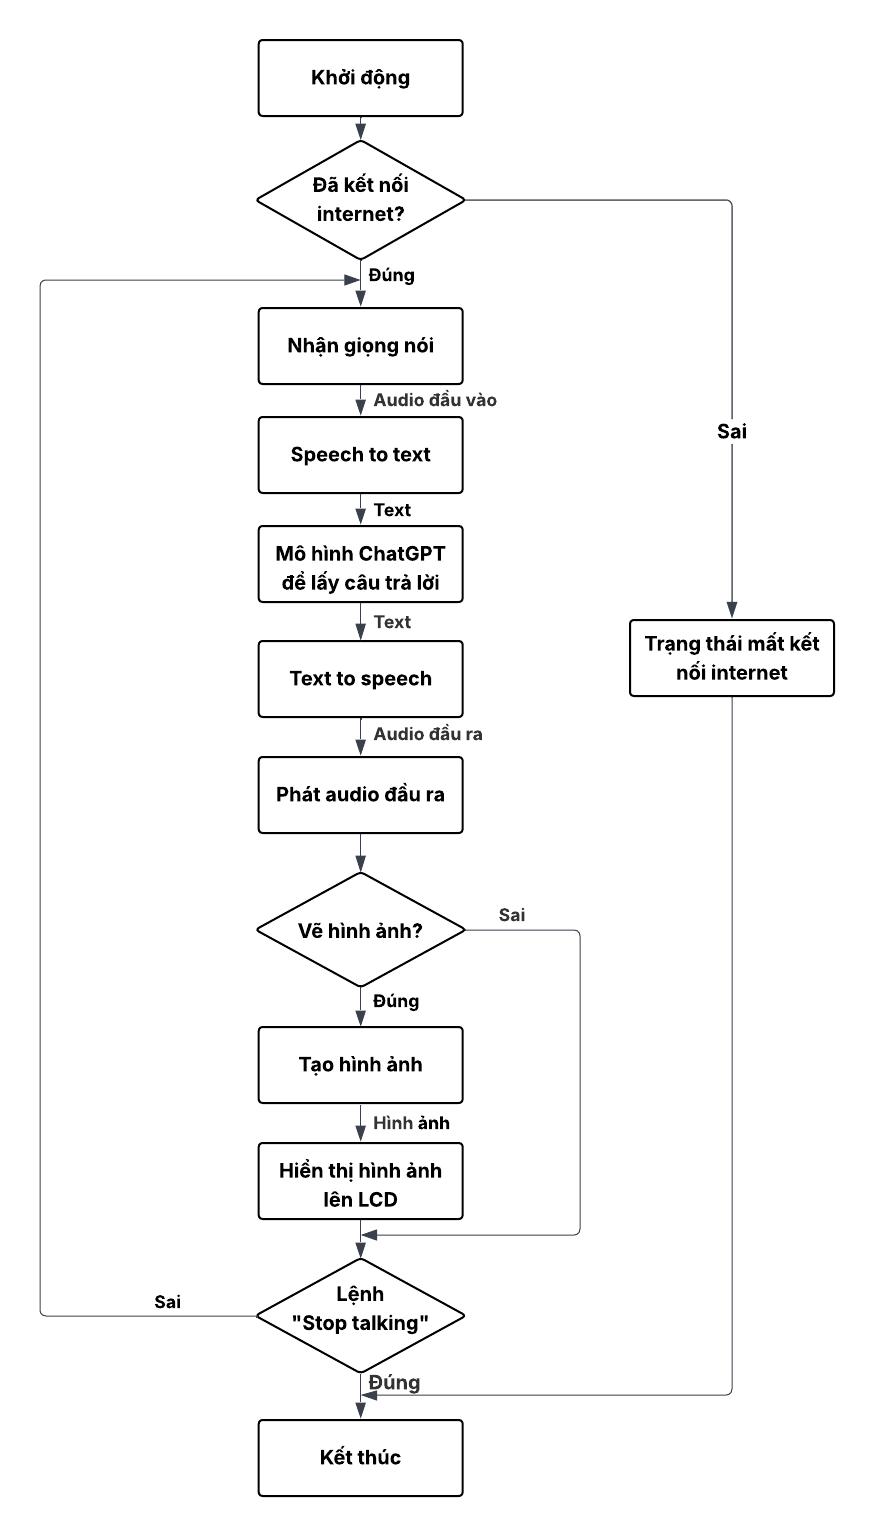 Khởi động
Đã kết nối
internet?
Đúng
Nhận giọng nói
Audio đầu vào
Sai
Speech to text
Text
Mô hình ChatGPT
để lấy câu trả lời
Text
Trạng thái mất kết
nối internet
Text to speech
Audio đầu ra
Phát audio đầu ra
Sai
Vẽ hình ảnh?
Đúng
Tạo hình ảnh
Hình ảnh
Hiển thị hình ảnh
lên LCD
Sai
Lệnh
"Stop talking"
Đúng
Kết thúc